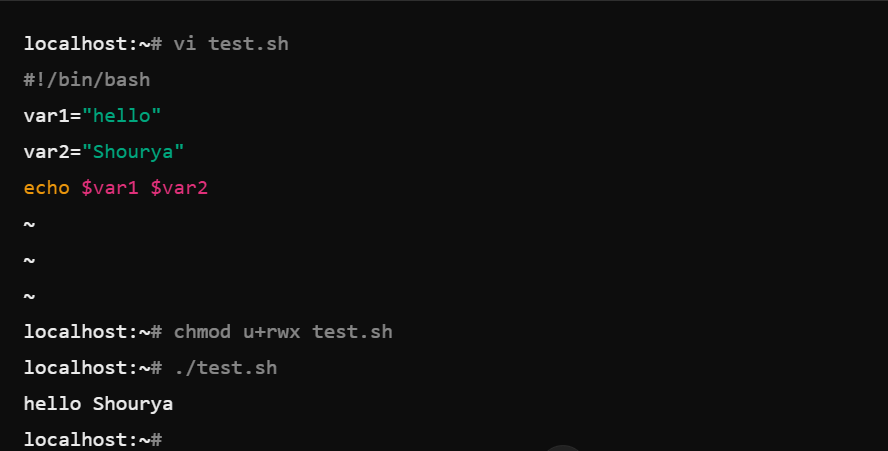 localhost:~# vi test.sh
#!/bin/bash
var1="hello"
var2="Shourya"
echo $var1 $var2
~
~
~
localhost:~# chmod u+rwx test.sh
localhost:~# ./test.sh
hello Shourya
localhost:~#